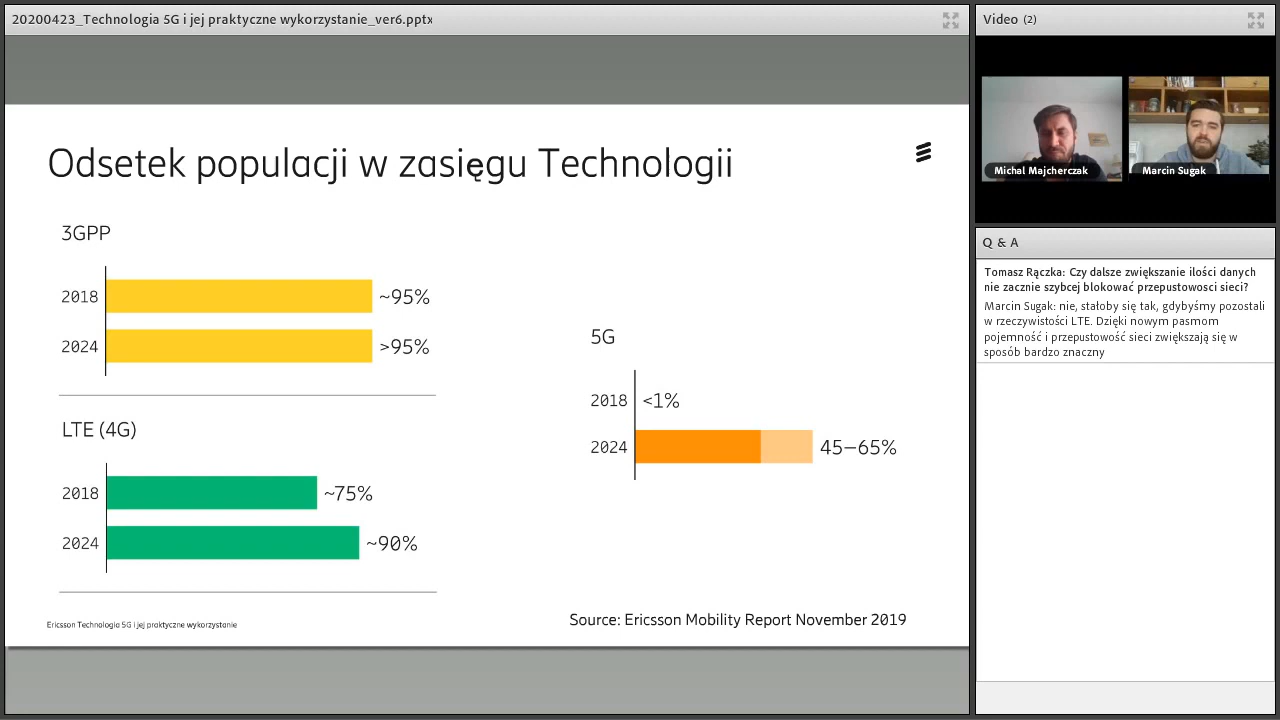 20200423_Technologia 5G i jej praktyczne wykorzystanie_ver6.pptx
Odsetek populacji w zasięgu Technologii
3GPP
2018 ~95%
2024 >95%
LTE (4G)
2018 ~75%
2024 ~90%
5G
2018 <1%
2024 45–65%
Ericsson Technologia 5G i jej praktyczne wykorzystanie
Source: Ericsson Mobility Report November 2019
Video (2)
Michal Majcherczak
Marcin Sugak
Q & A
Tomasz Rączka: Czy dalsze zwiększanie ilości danych
nie zacznie szybcej blokować przepustowosci sieci?
Marcin Sugak: nie, stałoby się tak, gdybyśmy pozostali
w rzeczywistości LTE. Dzięki nowym pasmom
pojemność i przepustowość sieci zwiększają się w
sposób bardzo znaczny